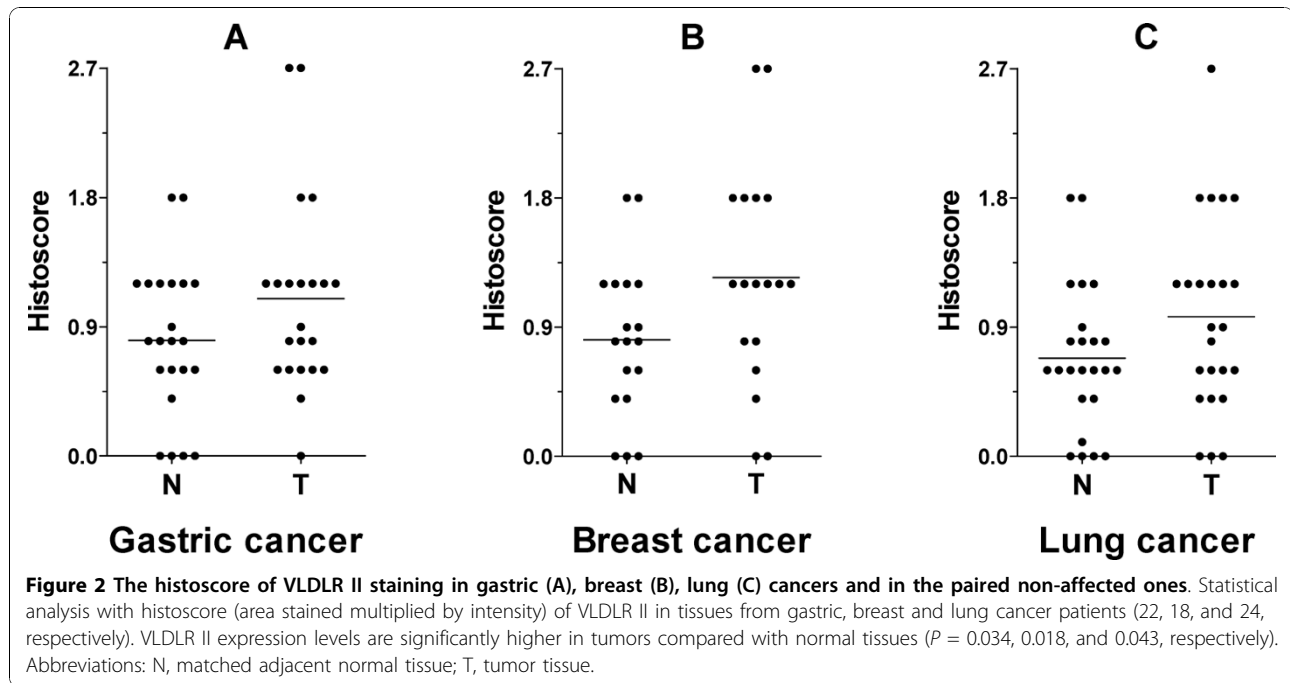 A
2.7
1.8
0.9
0.0
Histoscore
N T
Gastric cancer
B
2.7
1.8
0.9
0.0
Histoscore
N T
Breast cancer
C
2.7
1.8
0.9
0.0
Histoscore
N T
Lung cancer
Figure 2 The histoscore of VLDLR II staining in gastric (A), breast (B), lung (C) cancers and in the paired non-affected ones. Statistical
analysis with histoscore (area stained multiplied by intensity) of VLDLR II in tissues from gastric, breast and lung cancer patients (22, 18, and 24,
respectively). VLDLR II expression levels are significantly higher in tumors compared with normal tissues (P = 0.034, 0.018, and 0.043, respectively).
Abbreviations: N, matched adjacent normal tissue; T, tumor tissue.